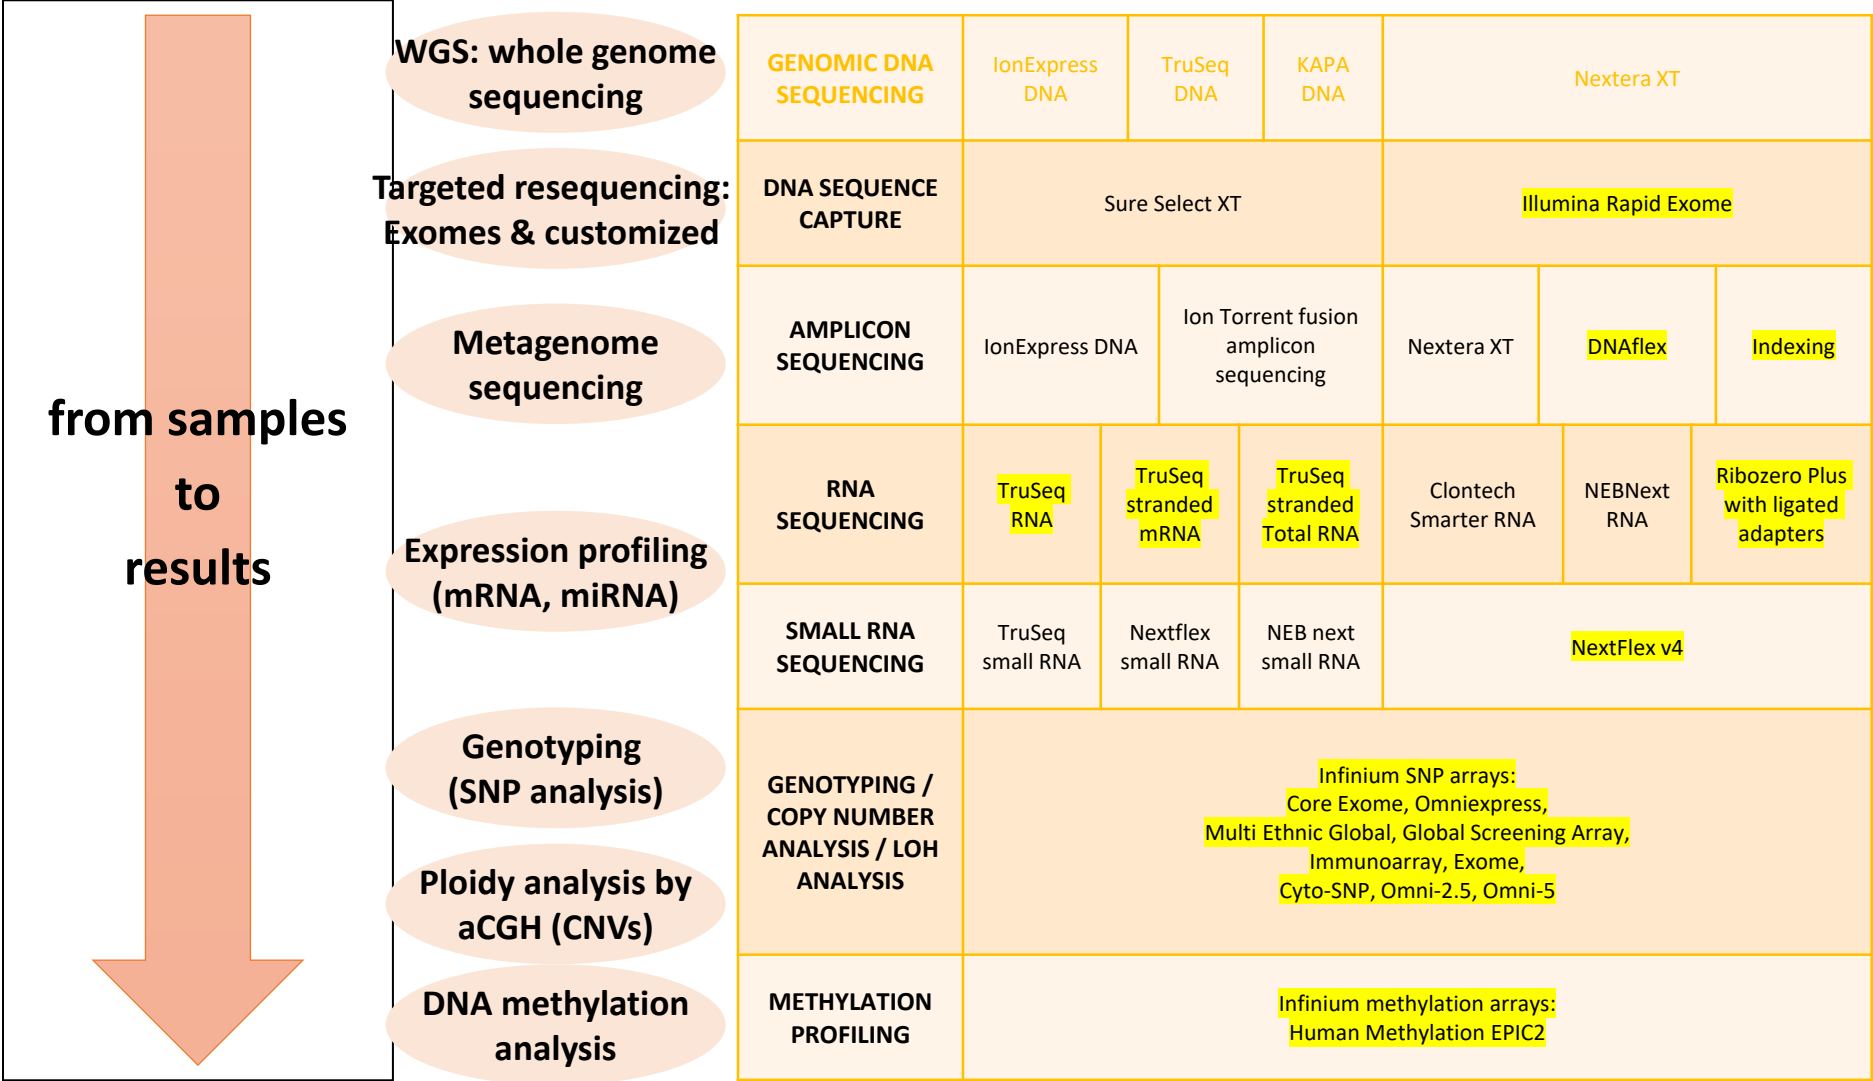 from samples
to
results
WGS: whole genome
sequencing
Targeted resequencing:
Exomes & customized
Metagenome
sequencing
Expression profiling
(mRNA, miRNA)
Genotyping
(SNP analysis)
Ploidy analysis by
aCGH (CNVs)
DNA methylation
analysis
GENOMIC DNA
SEQUENCING
IonExpress
DNA
TruSeq
DNA
KAPA
DNA
Nextera XT
DNA SEQUENCE
CAPTURE
Sure Select XT
Illumina Rapid Exome
AMPLICON
SEQUENCING
IonExpress DNA
Ion Torrent fusion
amplicon
sequencing
Nextera XT
DNAflex
Indexing
RNA
SEQUENCING
TruSeq
RNA
TruSeq
stranded
mRNA
TruSeq
stranded
Total RNA
Clontech
Smarter RNA
NEBNext
RNA
Ribozero Plus
with ligated
adapters
SMALL RNA
SEQUENCING
TruSeq
small RNA
Nextflex
small RNA
NEB next
small RNA
NextFlex v4
GENOTYPING /
COPY NUMBER
ANALYSIS / LOH
ANALYSIS
Infinium SNP arrays:
Core Exome, Omniexpress,
Multi Ethnic Global, Global Screening Array,
Immunoarray, Exome,
Cyto-SNP, Omni-2.5, Omni-5
METHYLATION
PROFILING
Infinium methylation arrays:
Human Methylation EPIC2